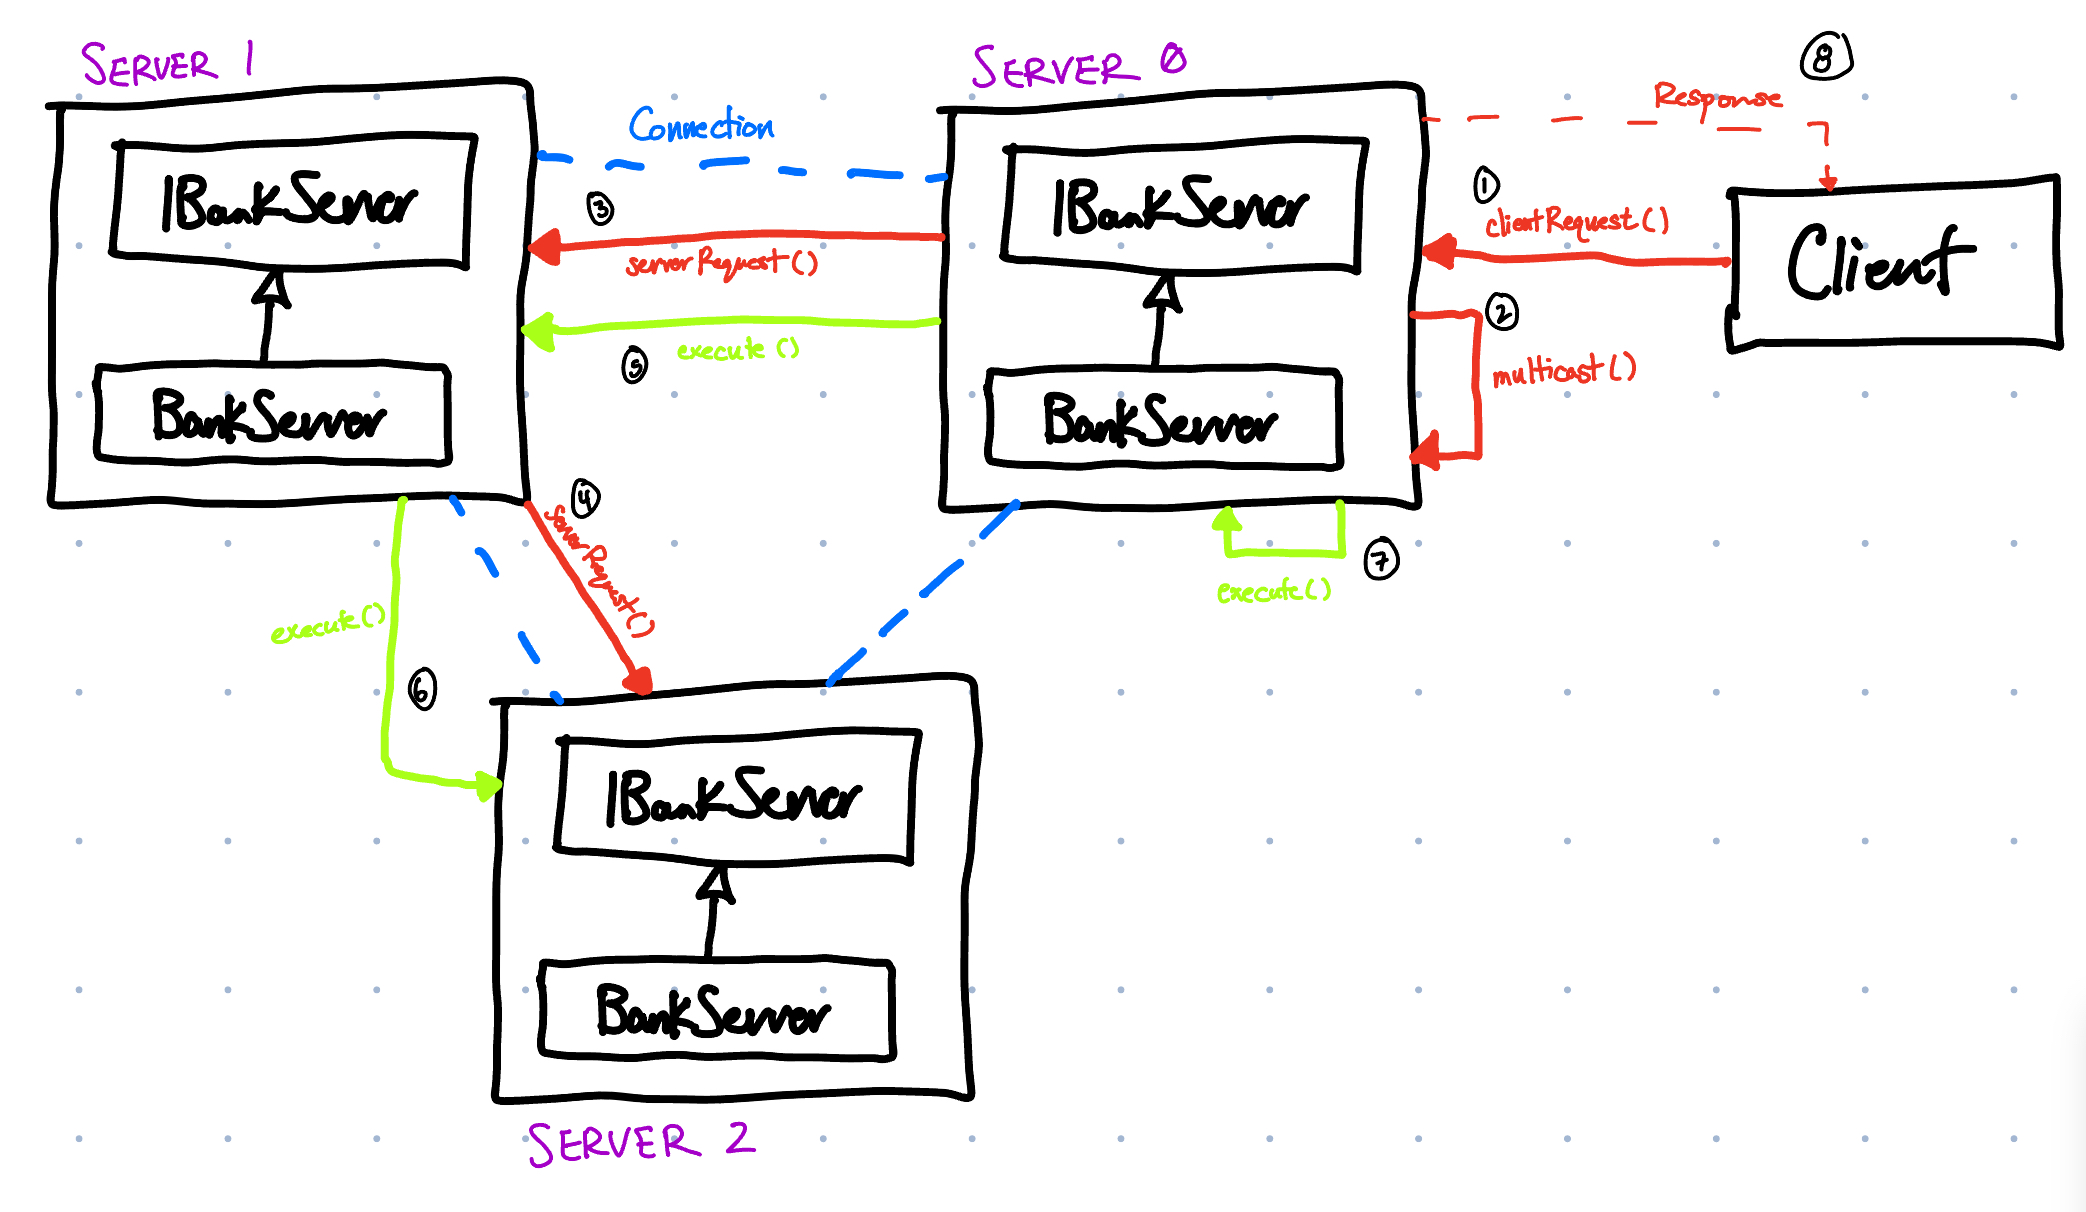 SERVER 1
SERVER 0
8
Response
Connection
IBankServer
IBankServer
3
serverRequest()
1
clientRequest()
Client
2
multicast()
execute()
5
BankServer
BankServer
4
serverRequest()
7
execute()
execute()
6
IBankServer
BankServer
SERVER 2